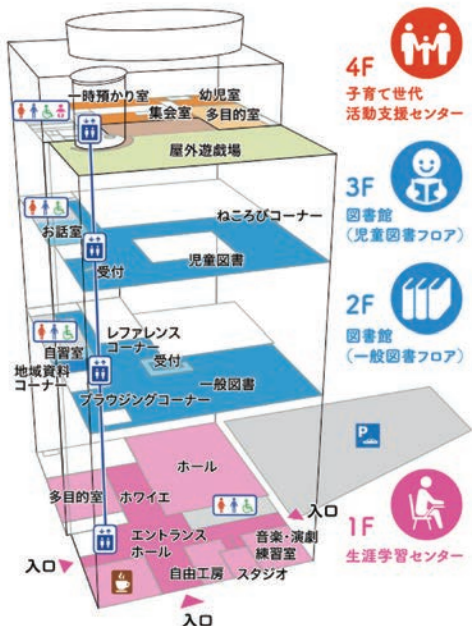 一時預かり室
幼児室
集会室
多目的室
屋外遊戯場
4F
子育て世代
活動支援センター
ねころびコーナー
お話室
児童図書
受付
3F
図書館
(児童図書フロア)
レファレンス
コーナー
受付
自習室
地域資料
コーナー
一般図書
ブラウジングコーナー
2F
図書館
(一般図書フロア)
P
ホール
多目的室
ホワイエ
入口
エントランス
ホール
音楽・演劇
練習室
入口
自由工房
スタジオ
入口
1F
生涯学習センター